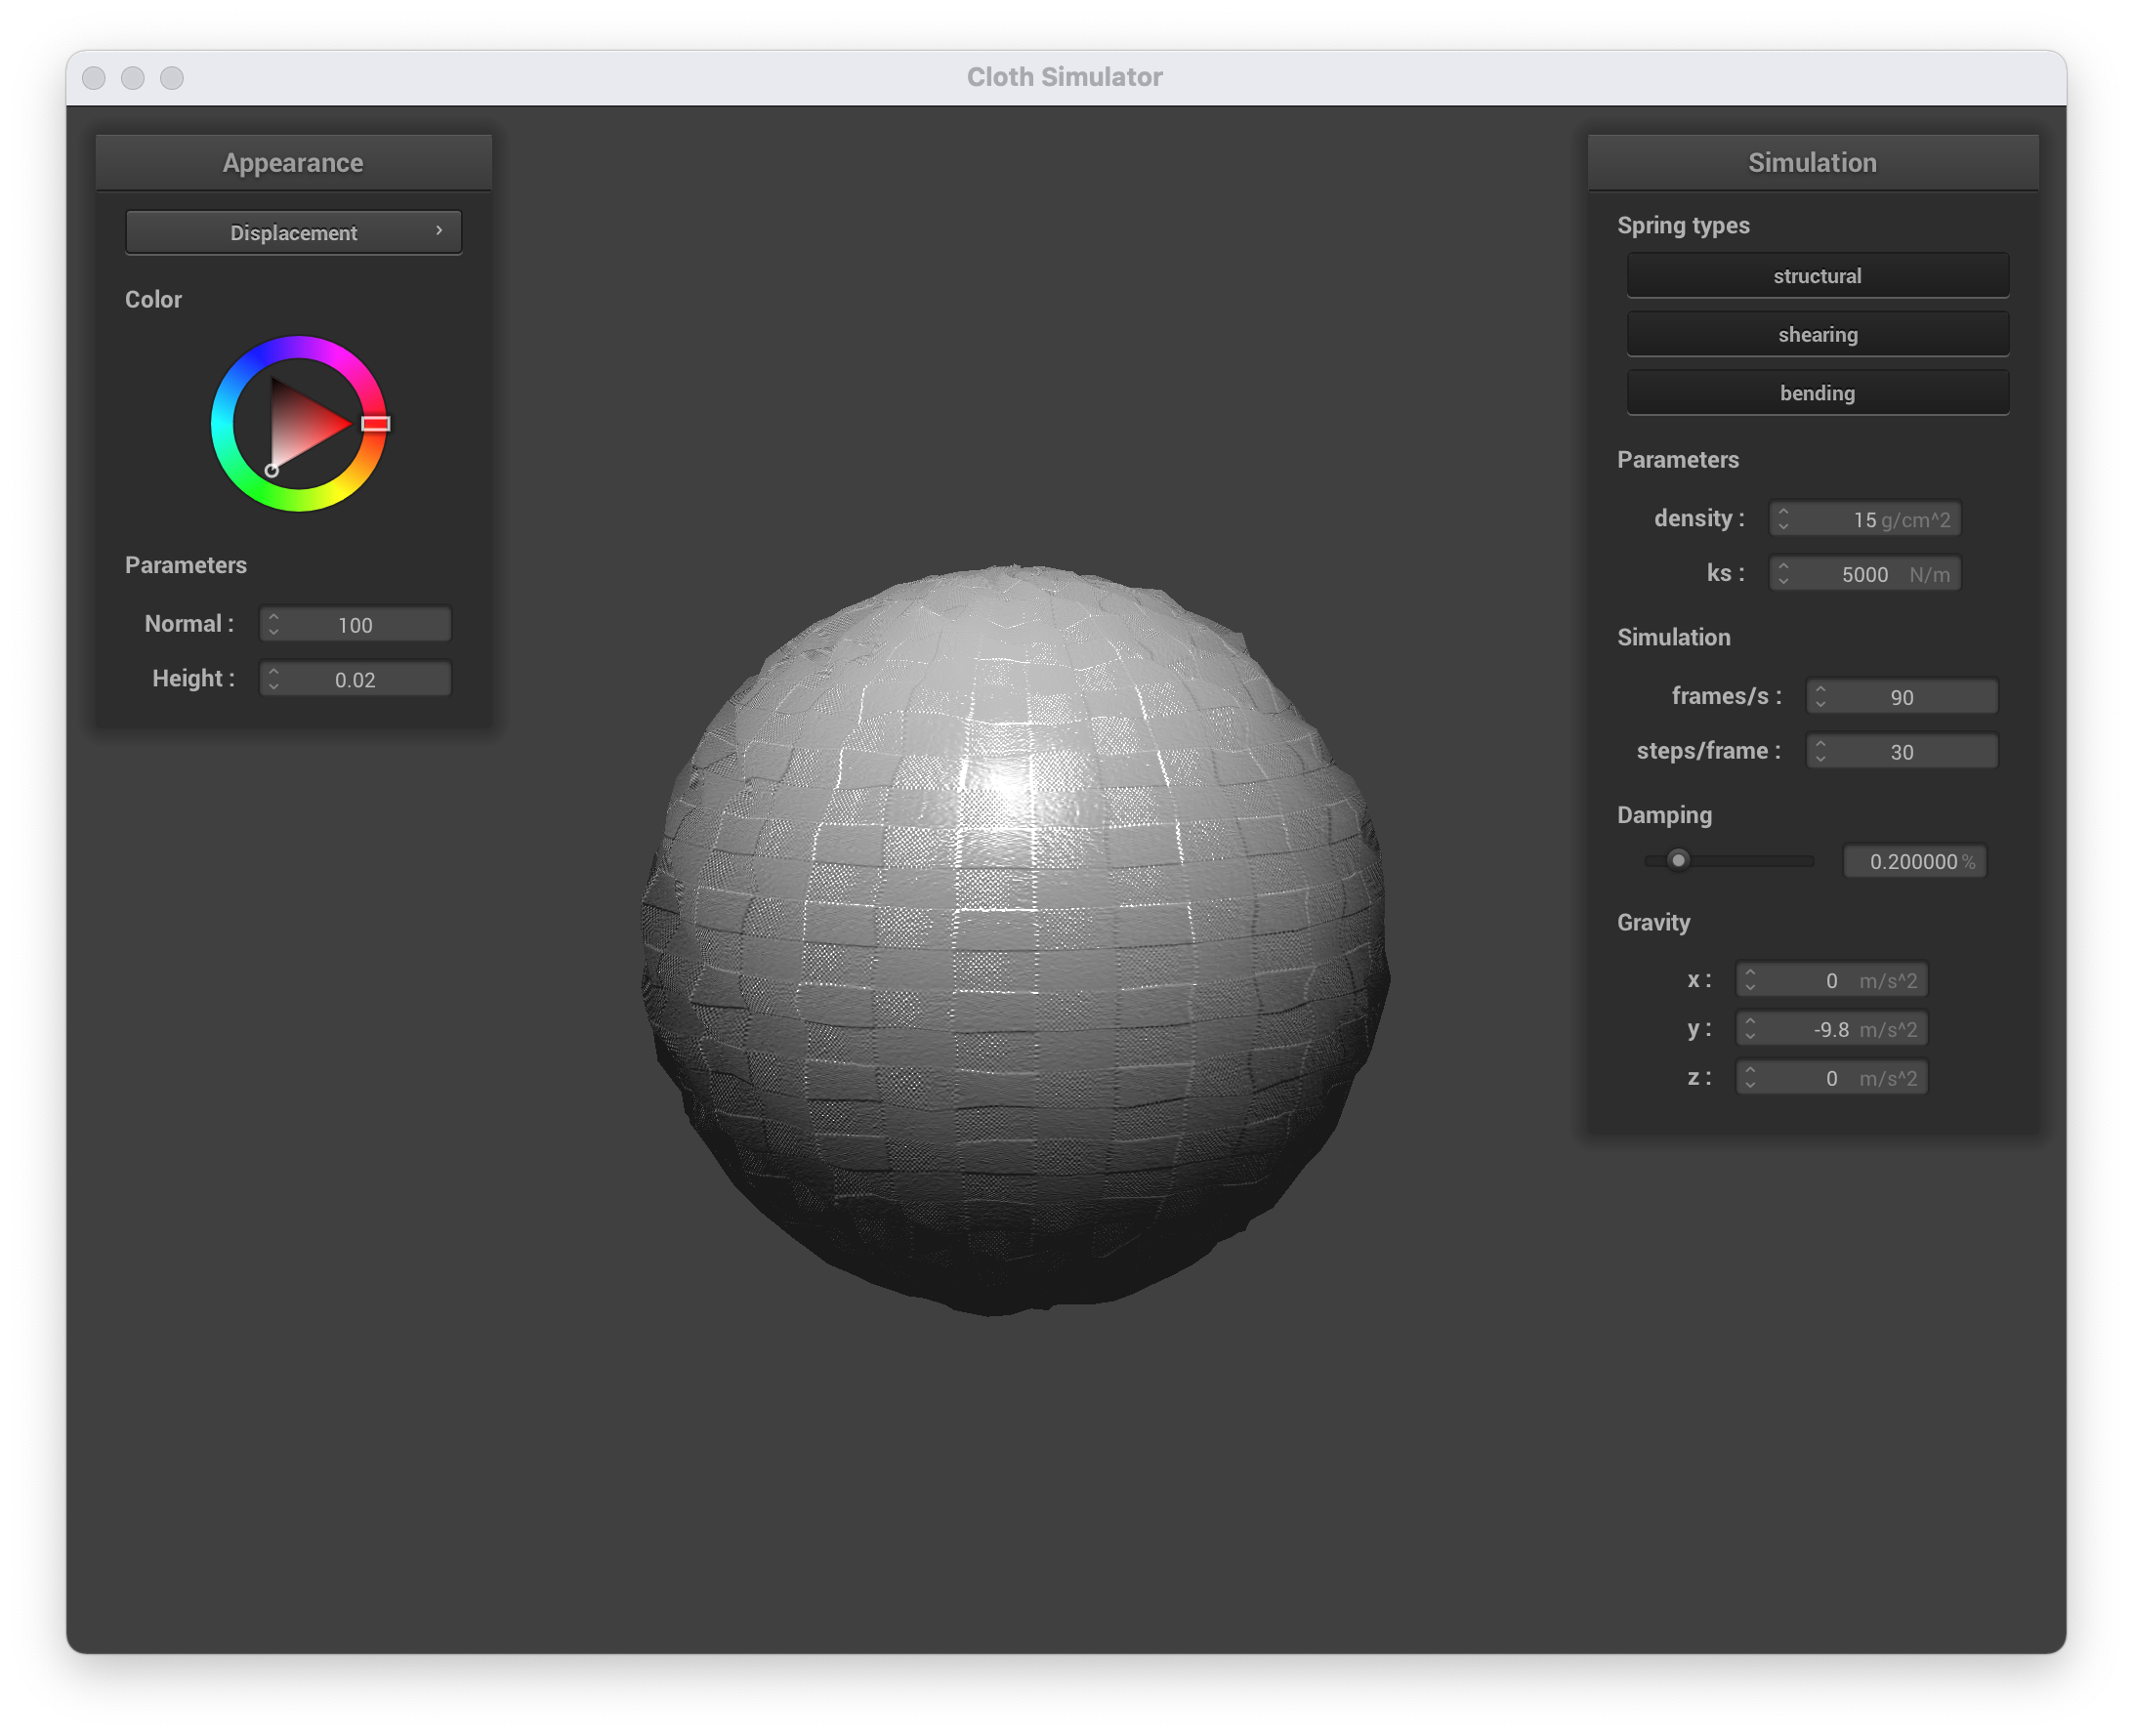 Cloth Simulator
Appearance
Displacement
Color
Parameters
Normal : 100
Height : 0.02
Simulation
Spring types
structural
shearing
bending
Parameters
density : 15 g/cm^2
ks : 5000 N/m
Simulation
frames/s : 90
steps/frame : 30
Damping
0.200000 %
Gravity
x : 0 m/s^2
y : -9.8 m/s^2
z : 0 m/s^2